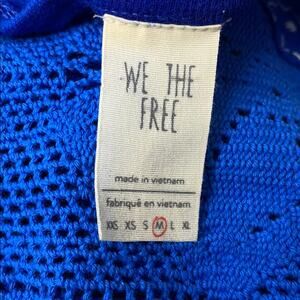 WE THE
FREE
made in vietnam
fabriqué en vietnam
XXS XS S M L XL